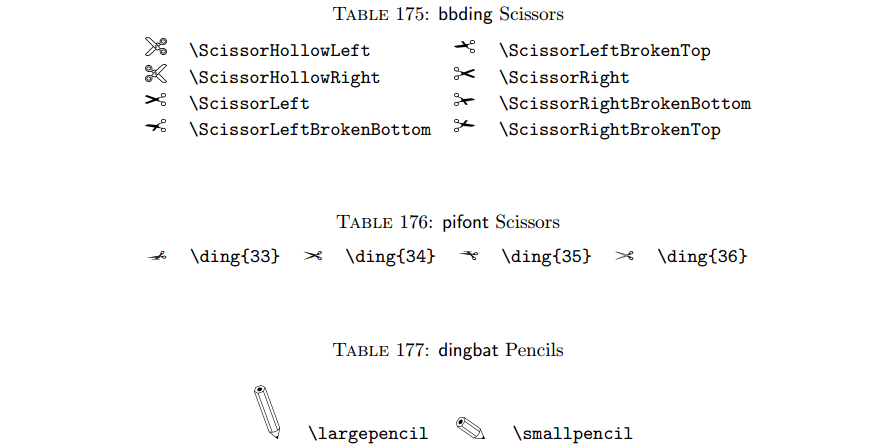 TABLE 175: bbding Scissors
\ScissorHollowLeft \ScissorLeftBrokenTop
\ScissorHollowRight \ScissorRight
\ScissorLeft \ScissorRightBrokenBottom
\ScissorLeftBrokenBottom \ScissorRightBrokenTop
TABLE 176: pifont Scissors
\ding{33} \ding{34} \ding{35} \ding{36}
TABLE 177: dingbat Pencils
\largepencil \smallpencil